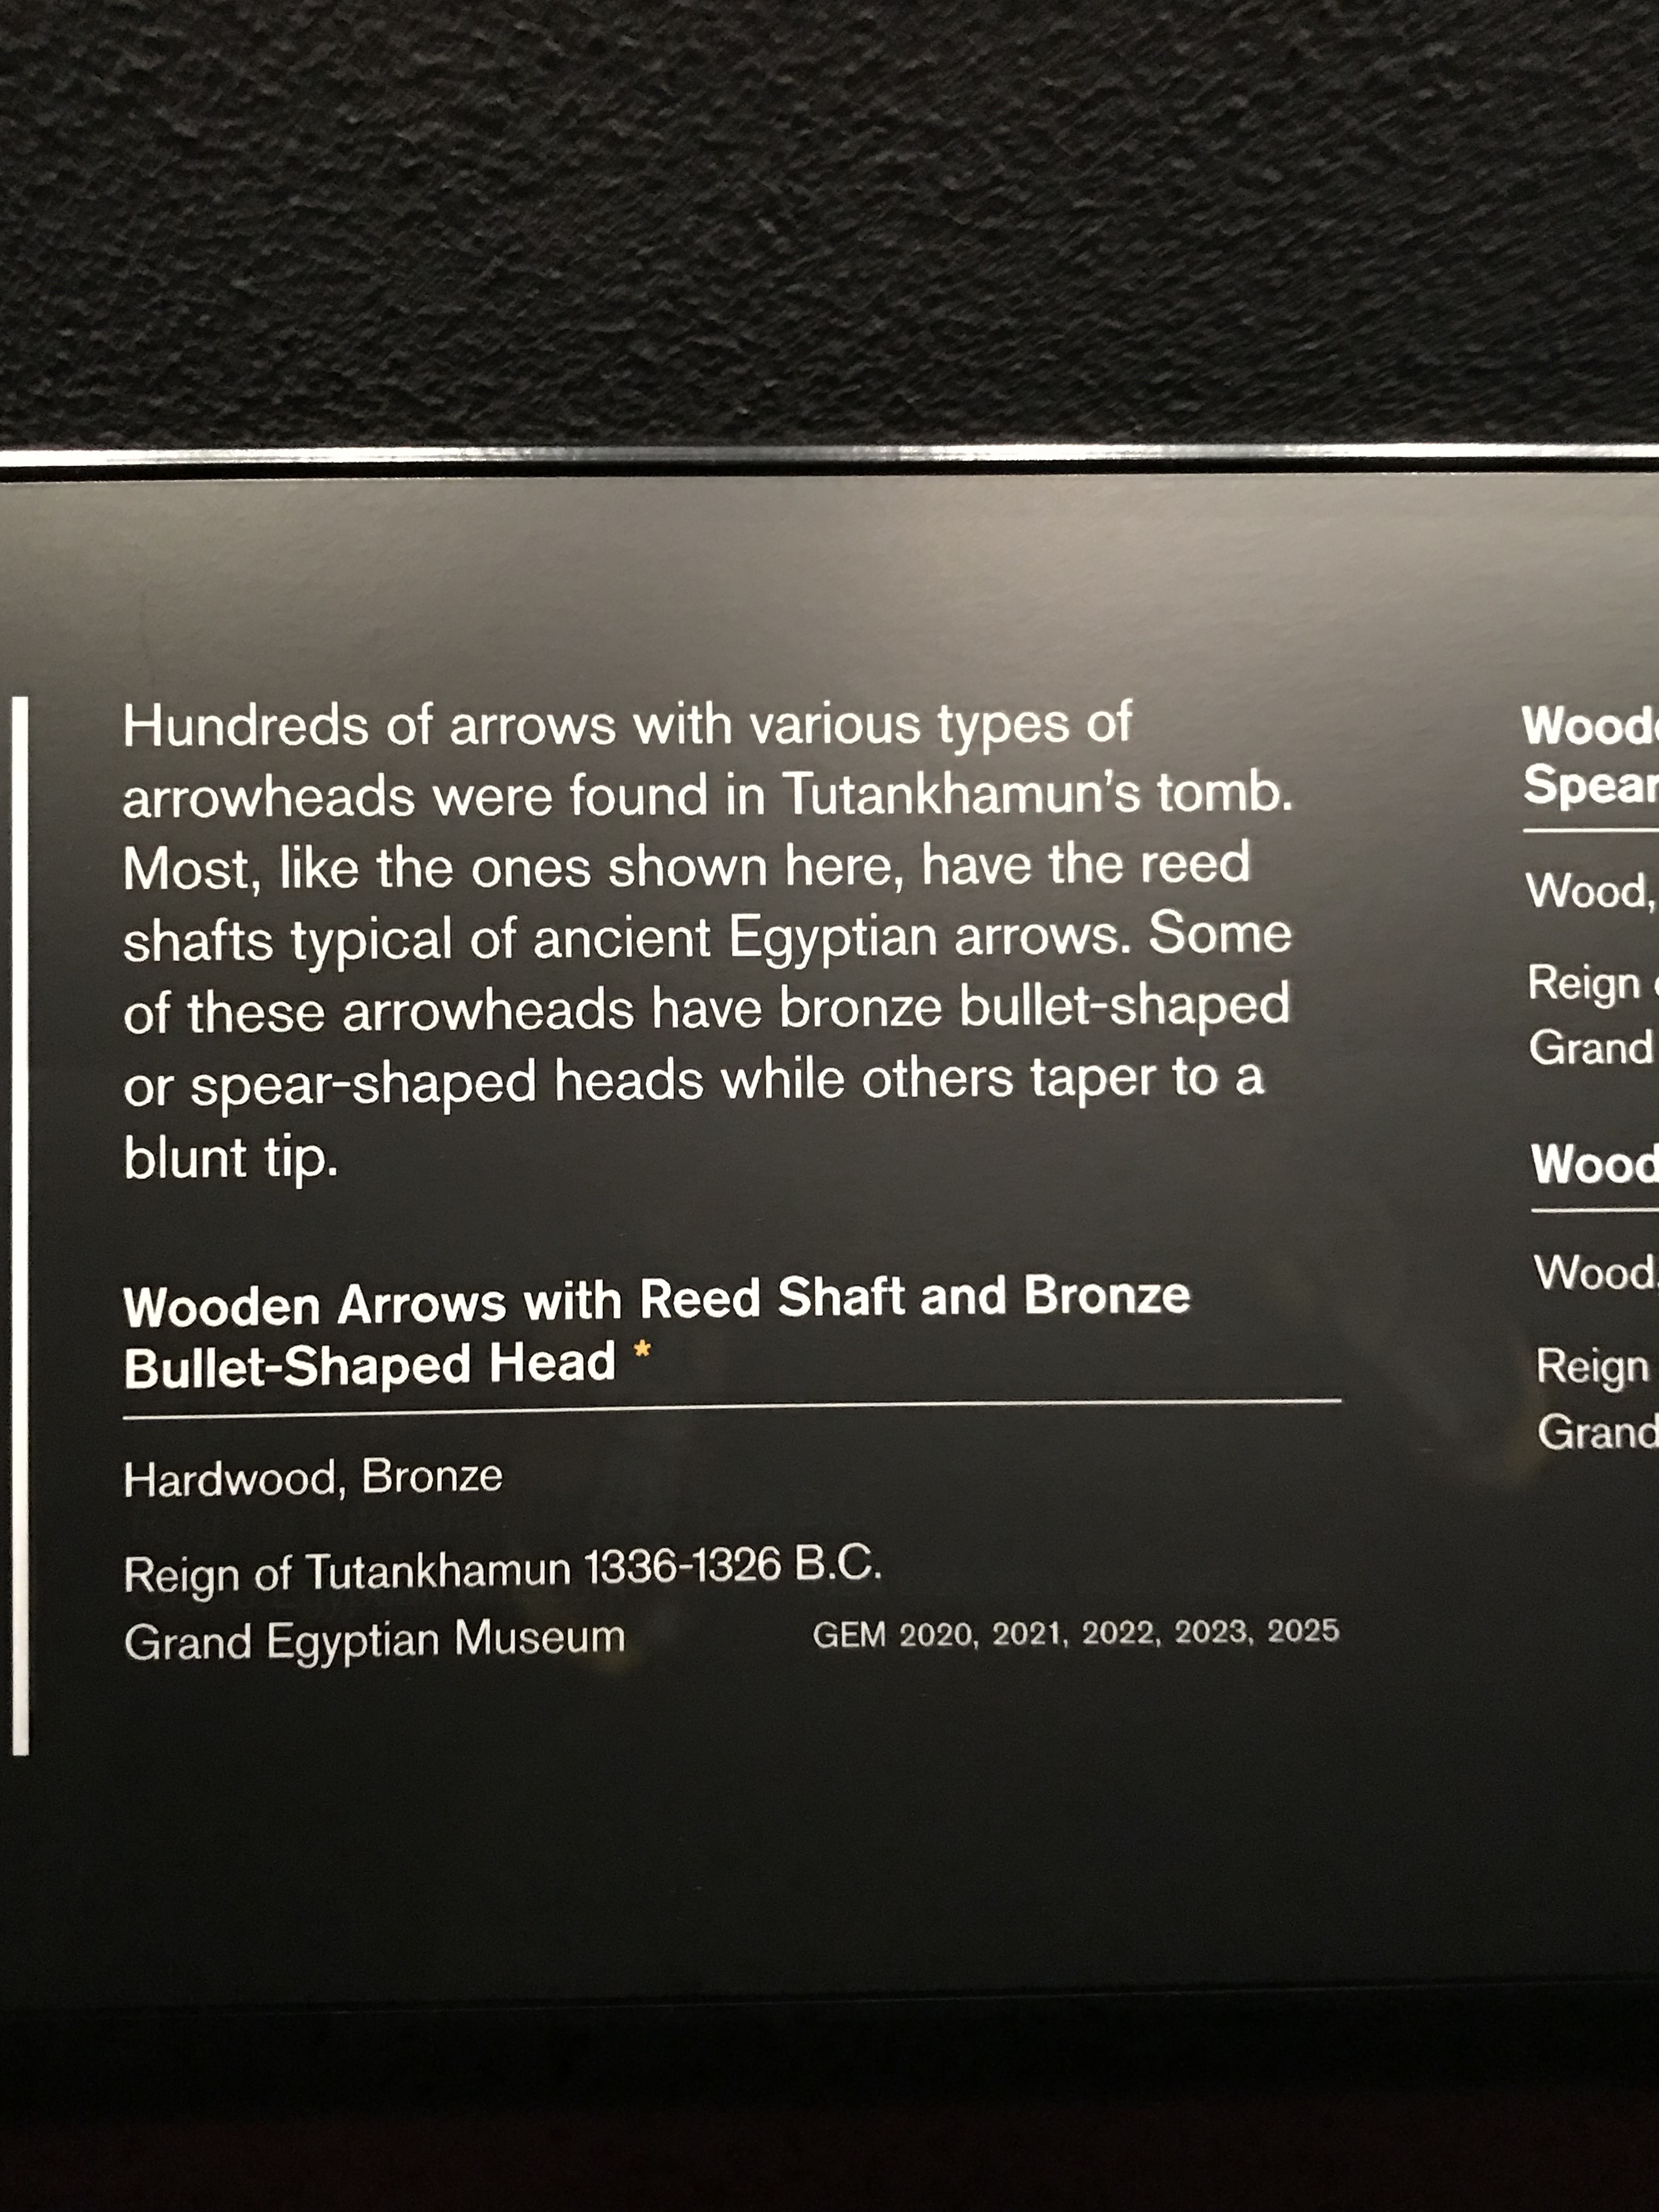 Hundreds of arrows with various types of
arrowheads were found in Tutankhamun's tomb.
Most, like the ones shown here, have the reed
shafts typical of ancient Egyptian arrows. Some
of these arrowheads have bronze bullet-shaped
or spear-shaped heads while others taper to a
blunt tip.
Wooden Arrows with Reed Shaft and Bronze
Bullet-Shaped Head *
Hardwood, Bronze
Reign of Tutankhamun 1336-1326 B.C.
Grand Egyptian Museum GEM 2020, 2021, 2022, 2023, 2025
Wood,
Reign
Grand
Wood
Wood.
Reign
Grand